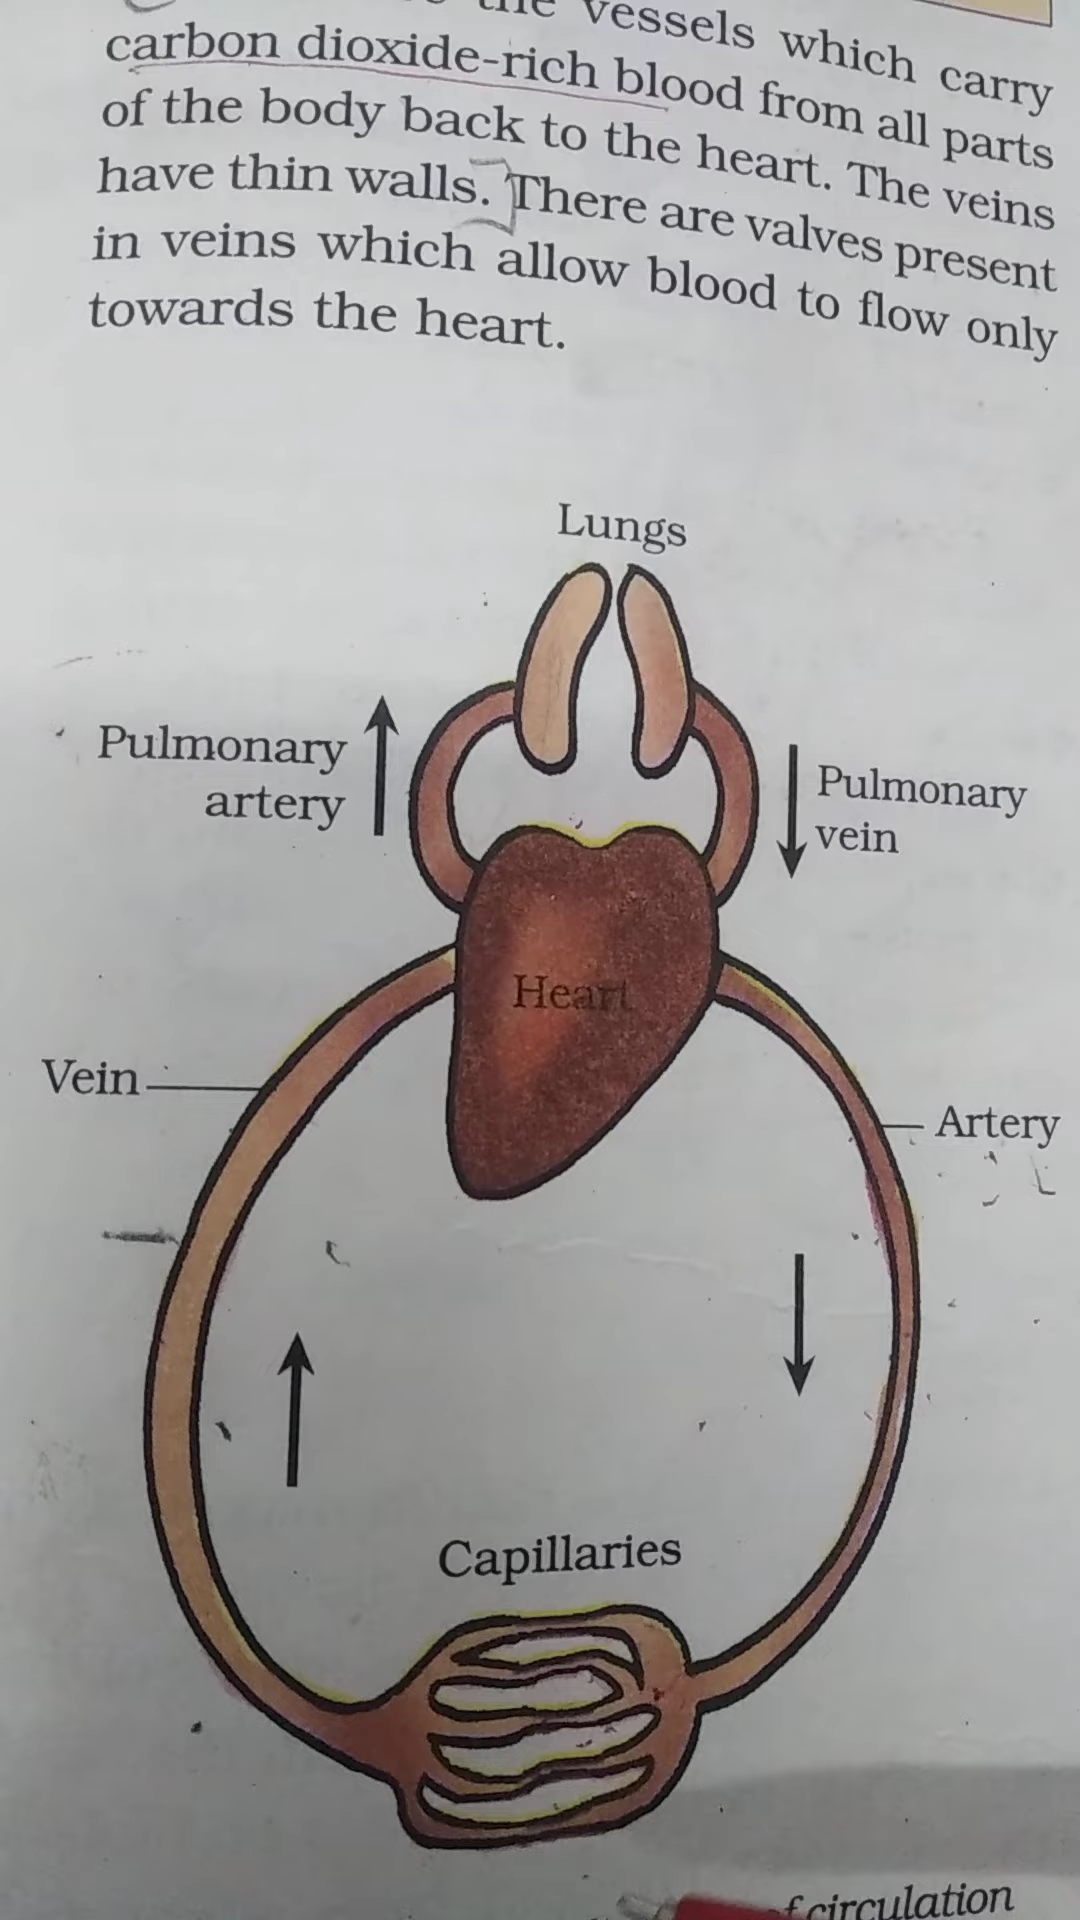 the vessels which carry
carbon dioxide-rich blood from all parts
of the body back to the heart. The veins
have thin walls. There are valves present
in veins which allow blood to flow only
towards the heart.
Lungs
Pulmonary
artery
Pulmonary
vein
Heart
Vein
Artery
Capillaries
circulation